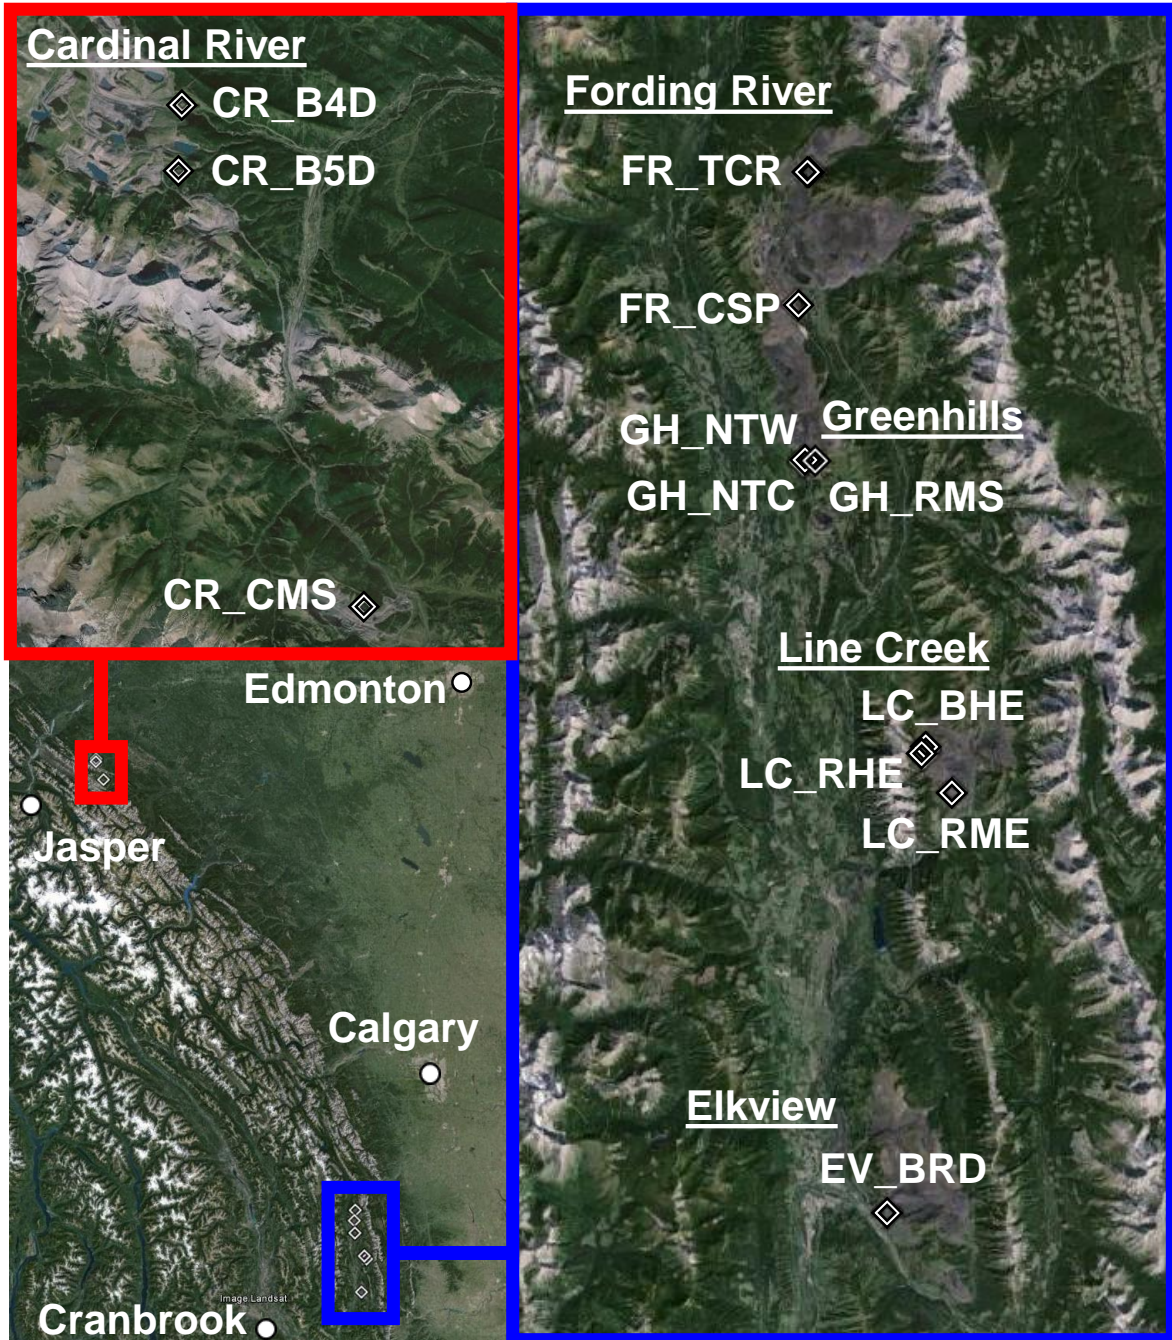 Cardinal River
CR_B4D
CR_B5D
CR_CMS
Edmonton
Jasper
Calgary
Image Landsat
Cranbrook
Fording River
FR_TCR
FR_CSP
GH_NTW
Greenhills
GH_NTC
GH_RMS
Line Creek
LC_BHE
LC_RHE
LC_RME
Elkview
EV_BRD